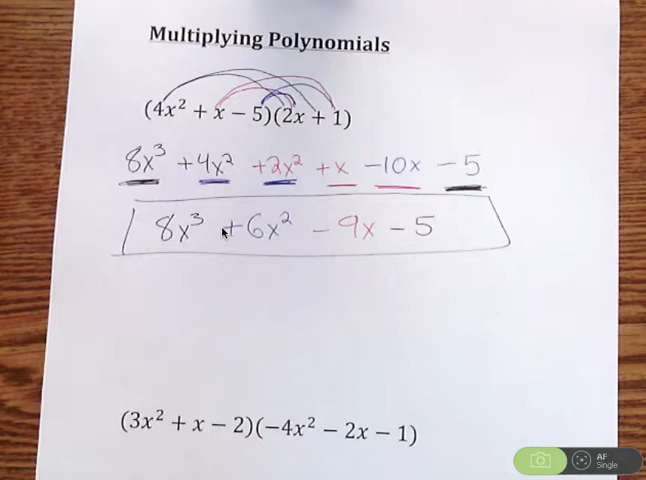 Multiplying Polynomials
(4x² + x − 5)(2x + 1)
8x³ +4x² +2x² +x −10x −5
8x³ +6x² −9x −5
(3x² + x − 2)(−4x² − 2x − 1)
AF
Single